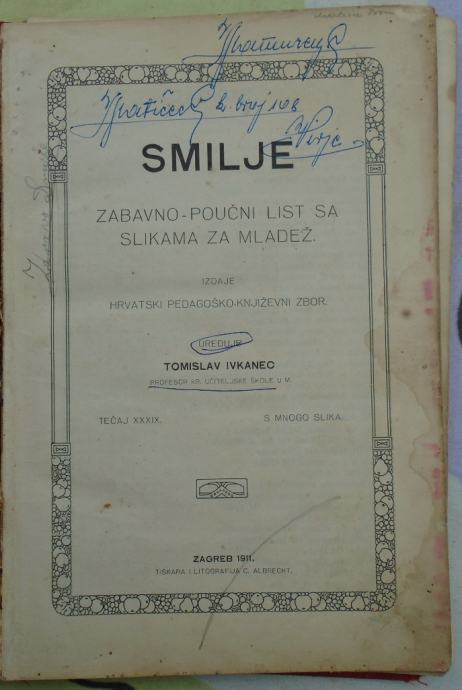 SMILJE
ZABAVNO-POUČNI LIST SA
SLIKAMA ZA MLADEŽ.
IZDAJE
HRVATSKI PEDAGOŠKO-KNJIŽEVNI ZBOR.
UREDUJE
TOMISLAV IVKANEC
PROFESOR KR. UČITELJSKE ŠKOLE U M.
TEČAJ XXXIX. S MNOGO SLIKA.
ZAGREB 1911.
TISKARA I LITOGRAFIJA C. ALBRECHT.